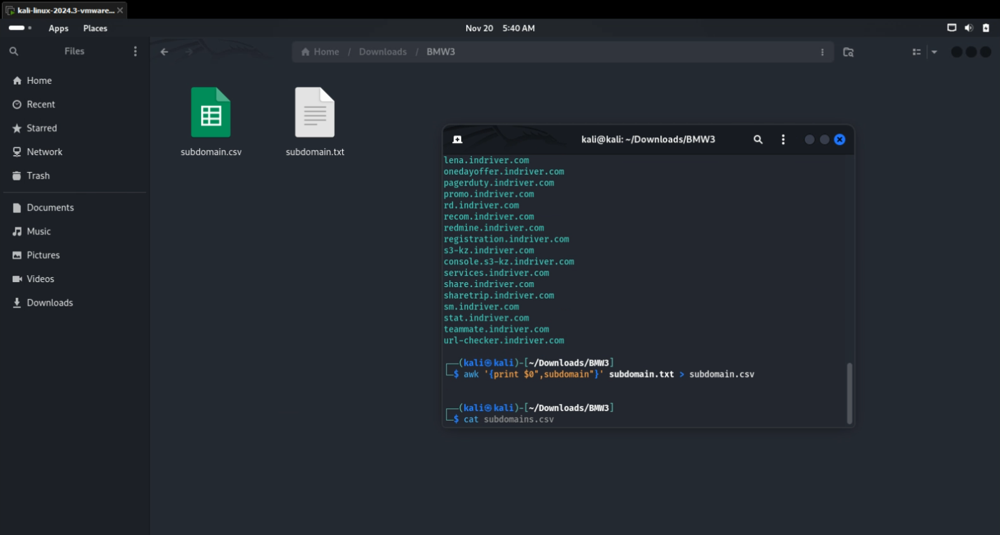 kali-linux-2024.3-vmware...
Apps Places
Nov 20 5:40 AM
Files
Home / Downloads / BMW3
Home
Recent
Starred
Network
Trash
Documents
Music
Pictures
Videos
Downloads
subdomain.csv
subdomain.txt
kali@kali: ~/Downloads/BMW3
lena.indriver.com
onedayoffer.indriver.com
pagerduty.indriver.com
promo.indriver.com
rd.indriver.com
recom.indriver.com
redmine.indriver.com
registration.indriver.com
s3-kz.indriver.com
console.s3-kz.indriver.com
services.indriver.com
share.indriver.com
sharetrip.indriver.com
sm.indriver.com
stat.indriver.com
teammate.indriver.com
url-checker.indriver.com
┌──(kali㉿kali)-[~/Downloads/BMW3]
└─$ awk '{print $0",subdomain"}' subdomain.txt > subdomain.csv
┌──(kali㉿kali)-[~/Downloads/BMW3]
└─$ cat subdomains.csv